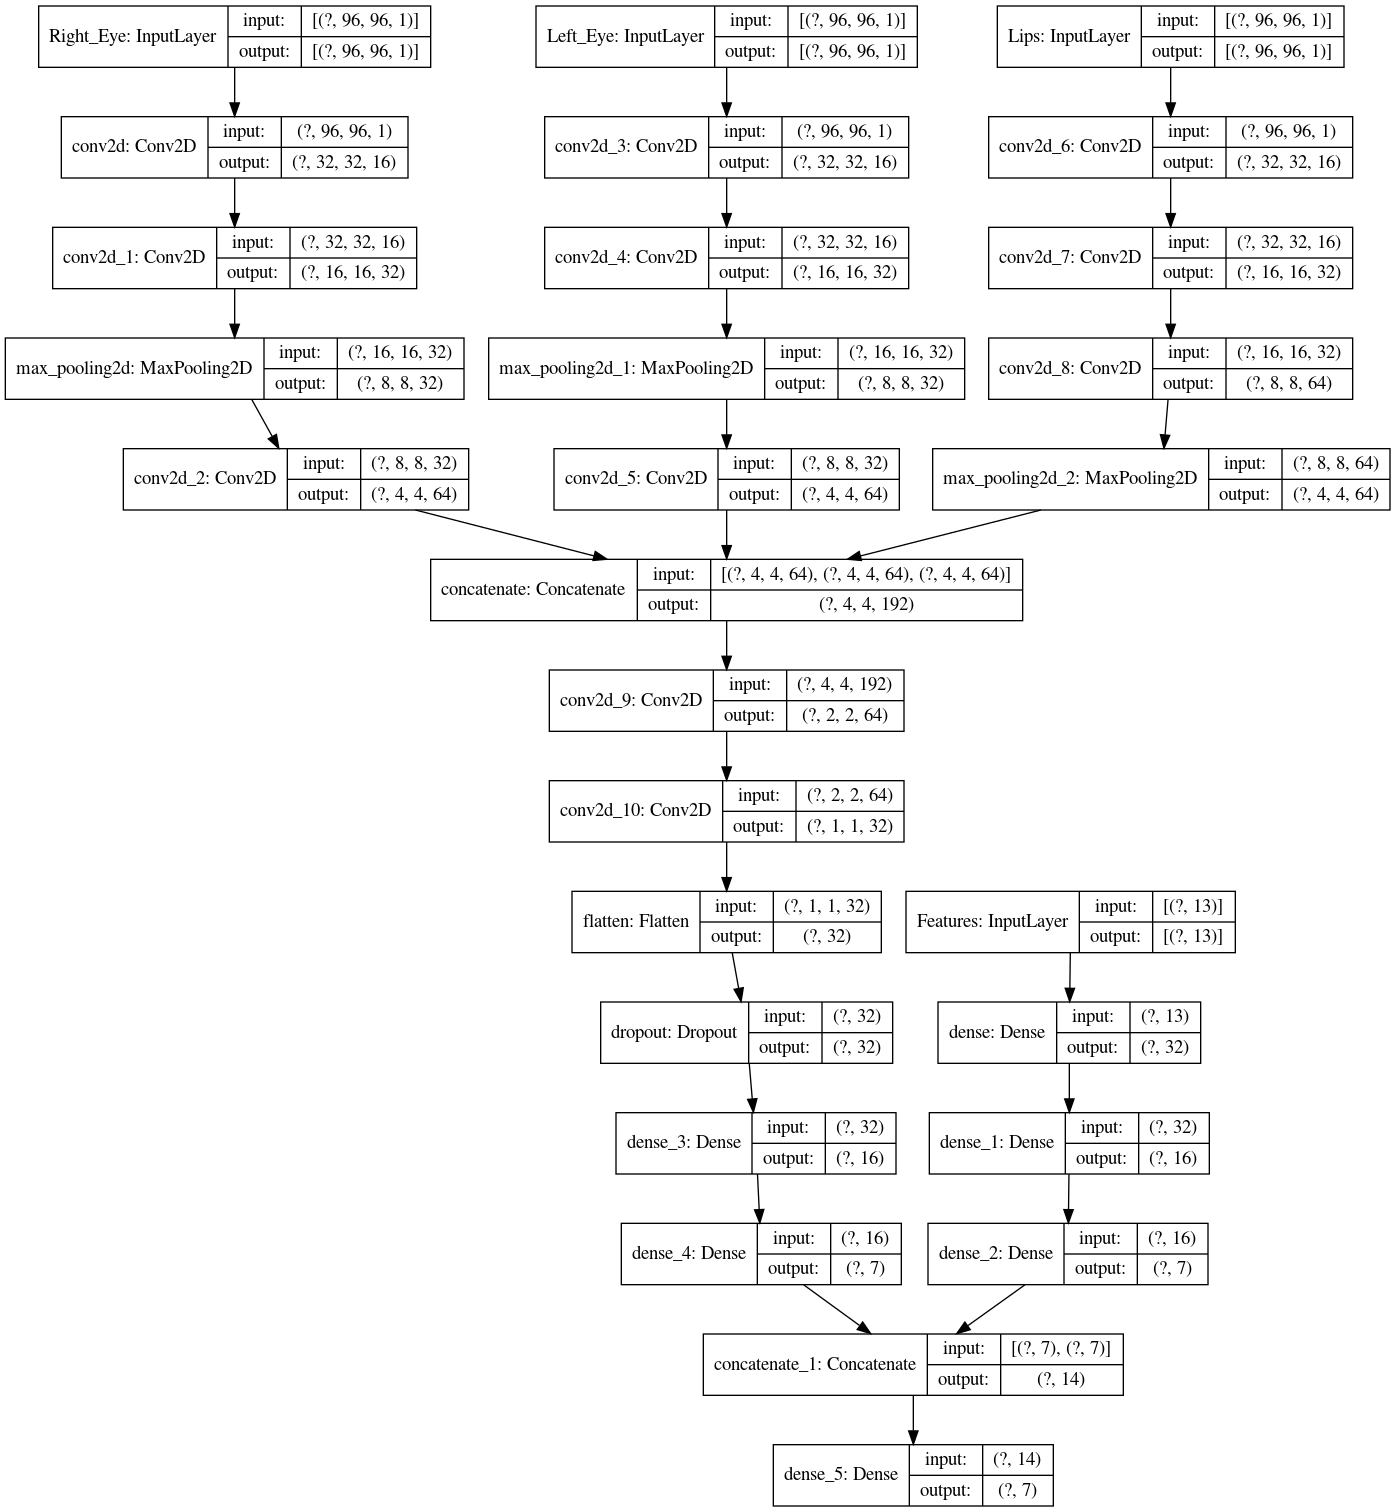 Right_Eye: InputLayer input: [(?, 96, 96, 1)]
output: [(?, 96, 96, 1)]
Left_Eye: InputLayer input: [(?, 96, 96, 1)]
output: [(?, 96, 96, 1)]
Lips: InputLayer input: [(?, 96, 96, 1)]
output: [(?, 96, 96, 1)]
conv2d: Conv2D input: (?, 96, 96, 1)
output: (?, 32, 32, 16)
conv2d_3: Conv2D input: (?, 96, 96, 1)
output: (?, 32, 32, 16)
conv2d_6: Conv2D input: (?, 96, 96, 1)
output: (?, 32, 32, 16)
conv2d_1: Conv2D input: (?, 32, 32, 16)
output: (?, 16, 16, 32)
conv2d_4: Conv2D input: (?, 32, 32, 16)
output: (?, 16, 16, 32)
conv2d_7: Conv2D input: (?, 32, 32, 16)
output: (?, 16, 16, 32)
max_pooling2d: MaxPooling2D input: (?, 16, 16, 32)
output: (?, 8, 8, 32)
max_pooling2d_1: MaxPooling2D input: (?, 16, 16, 32)
output: (?, 8, 8, 32)
conv2d_8: Conv2D input: (?, 16, 16, 32)
output: (?, 8, 8, 64)
conv2d_2: Conv2D input: (?, 8, 8, 32)
output: (?, 4, 4, 64)
conv2d_5: Conv2D input: (?, 8, 8, 32)
output: (?, 4, 4, 64)
max_pooling2d_2: MaxPooling2D input: (?, 8, 8, 64)
output: (?, 4, 4, 64)
concatenate: Concatenate input: [(?, 4, 4, 64), (?, 4, 4, 64), (?, 4, 4, 64)]
output: (?, 4, 4, 192)
conv2d_9: Conv2D input: (?, 4, 4, 192)
output: (?, 2, 2, 64)
conv2d_10: Conv2D input: (?, 2, 2, 64)
output: (?, 1, 1, 32)
flatten: Flatten input: (?, 1, 1, 32)
output: (?, 32)
Features: InputLayer input: [(?, 13)]
output: [(?, 13)]
dropout: Dropout input: (?, 32)
output: (?, 32)
dense: Dense input: (?, 13)
output: (?, 32)
dense_3: Dense input: (?, 32)
output: (?, 16)
dense_1: Dense input: (?, 32)
output: (?, 16)
dense_4: Dense input: (?, 16)
output: (?, 7)
dense_2: Dense input: (?, 16)
output: (?, 7)
concatenate_1: Concatenate input: [(?, 7), (?, 7)]
output: (?, 14)
dense_5: Dense input: (?, 14)
output: (?, 7)